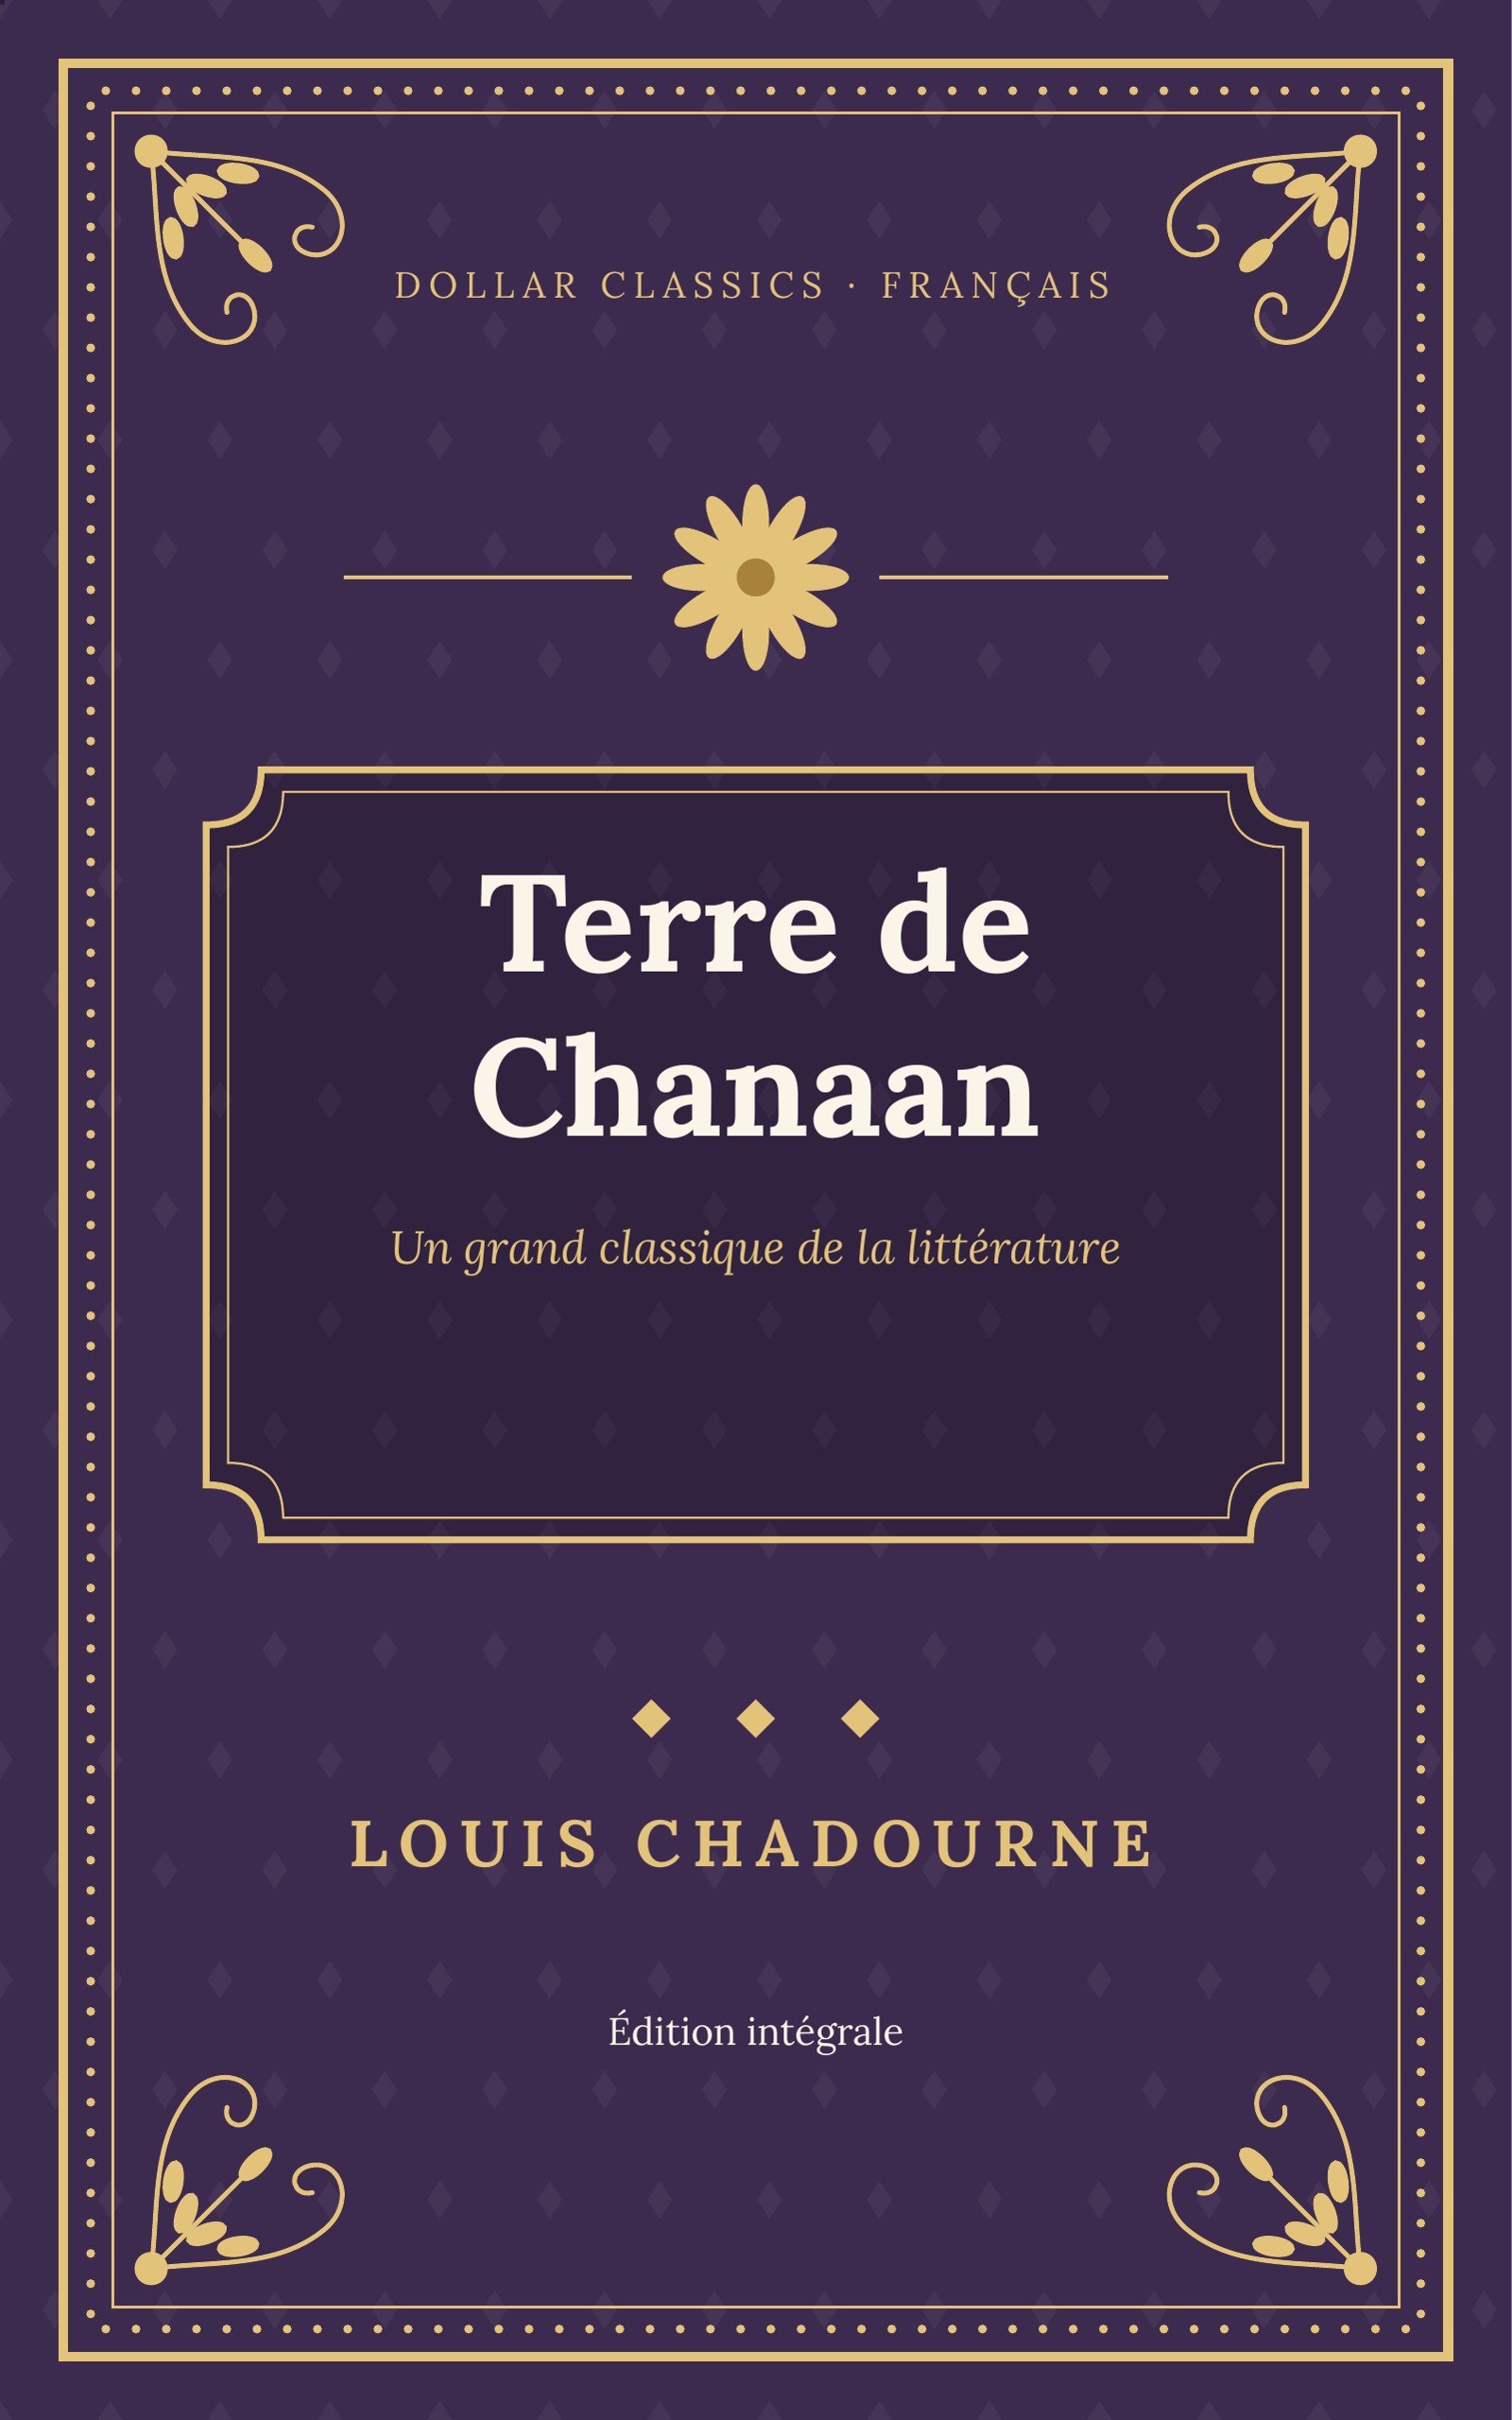 DOLLAR CLASSICS · FRANÇAIS
Terre de
Chanaan
Un grand classique de la littérature
LOUIS CHADOURNE
Édition intégrale